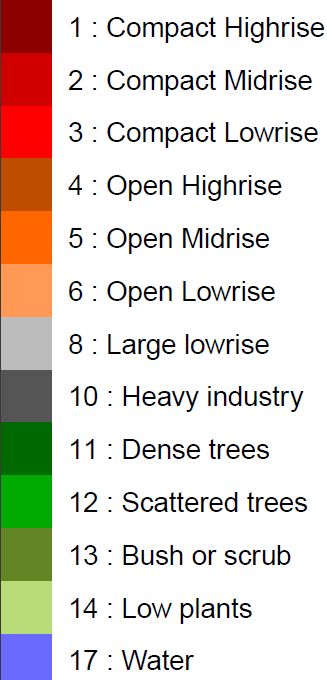 1 : Compact Highrise
2 : Compact Midrise
3 : Compact Lowrise
4 : Open Highrise
5 : Open Midrise
6 : Open Lowrise
8 : Large lowrise
10 : Heavy industry
11 : Dense trees
12 : Scattered trees
13 : Bush or scrub
14 : Low plants
17 : Water